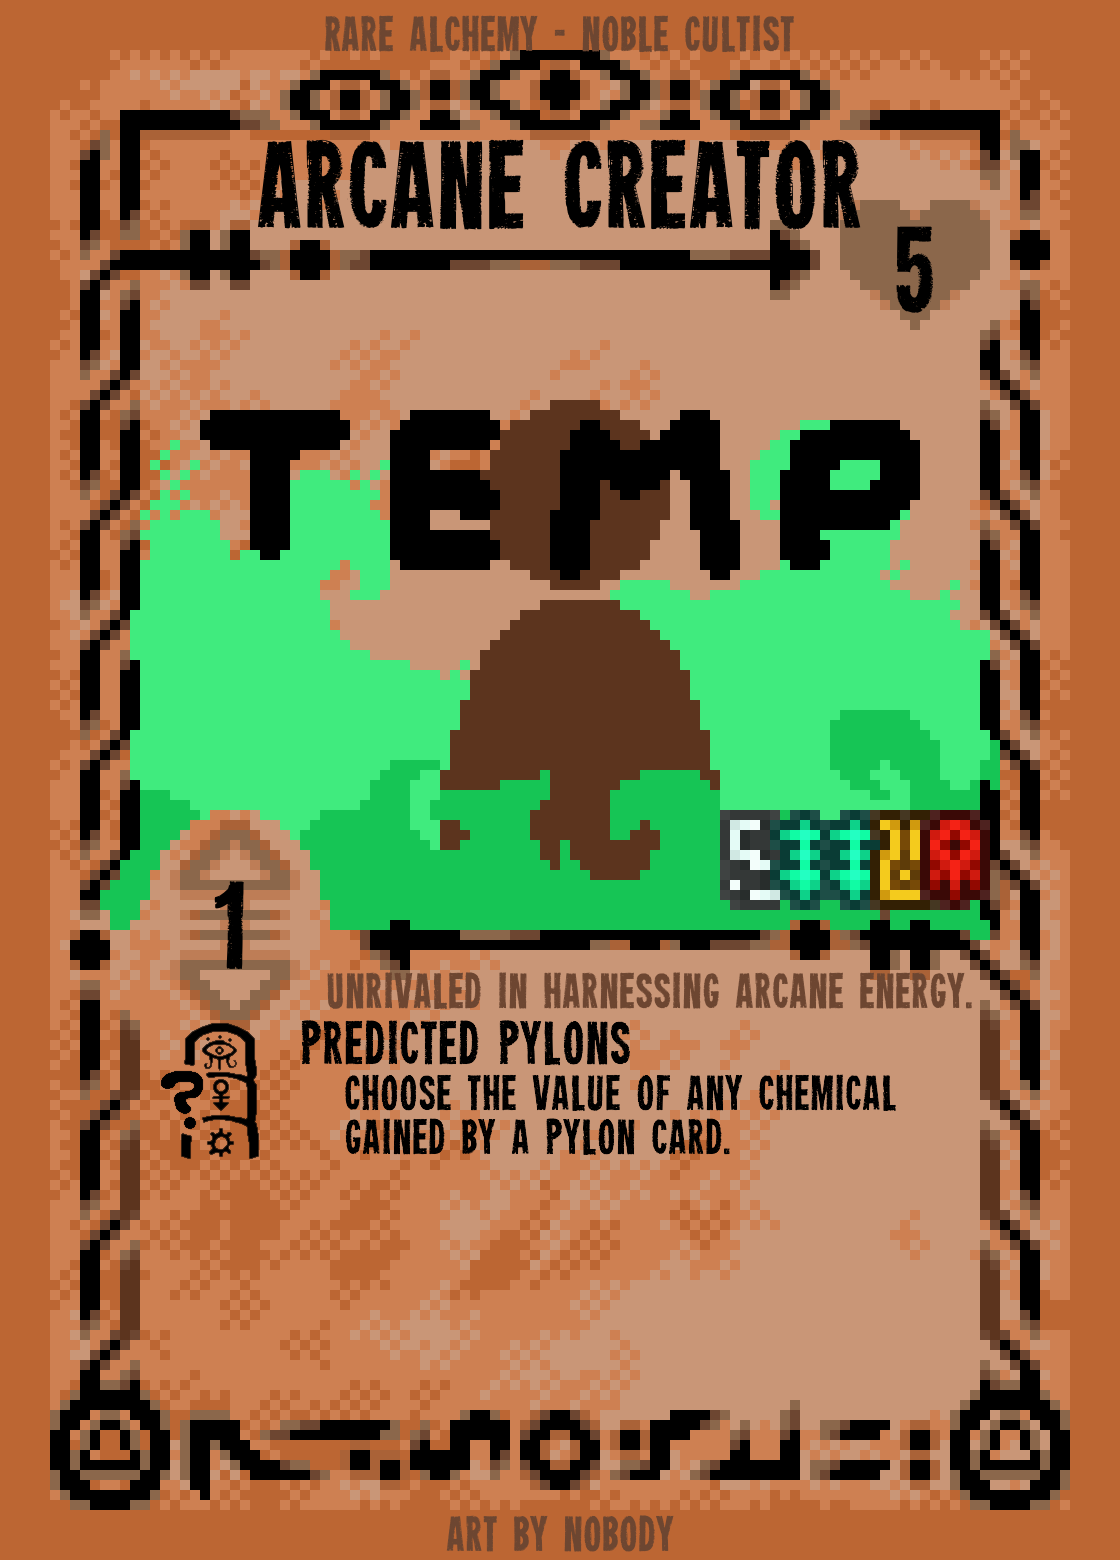 RARE ALCHEMY - NOBLE CULTIST
ARCANE CREATOR
5
TEMP
1
UNRIVALED IN HARNESSING ARCANE ENERGY.
PREDICTED PYLONS
CHOOSE THE VALUE OF ANY CHEMICAL
GAINED BY A PYLON CARD.
ART BY NOBODY